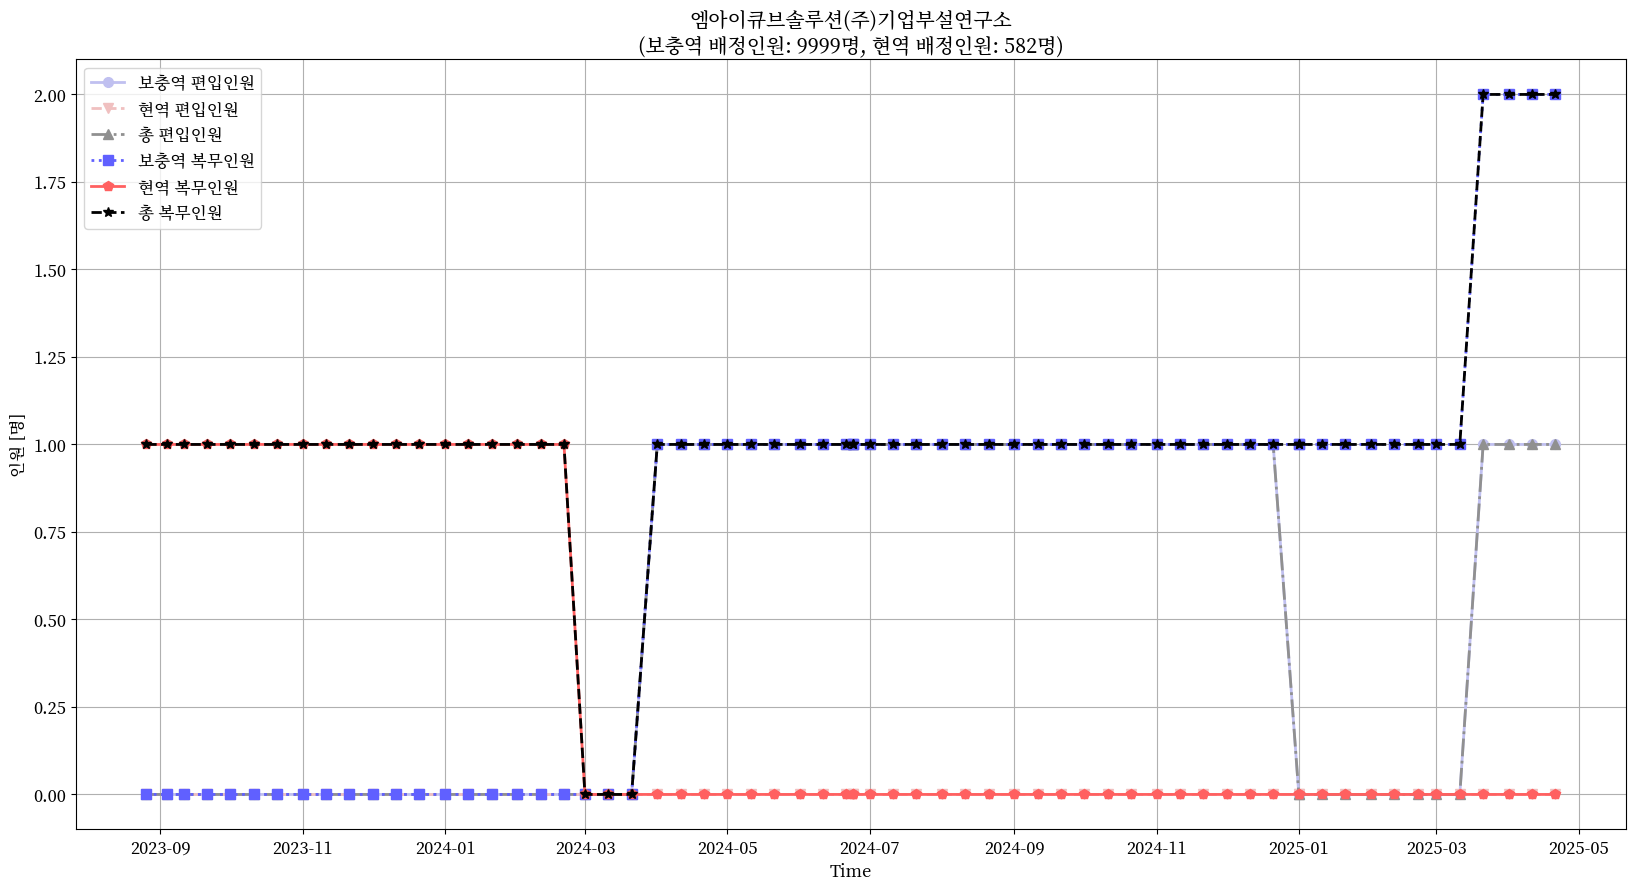 엠아이큐브솔루션(주)기업부설연구소
(보충역 배정인원: 9999명, 현역 배정인원: 582명)
보충역 편입인원
현역 편입인원
총 편입인원
보충역 복무인원
현역 복무인원
총 복무인원
인원 [명]
2.00
1.75
1.50
1.25
1.00
0.75
0.50
0.25
0.00
2023-09 2023-11 2024-01 2024-03 2024-05 2024-07 2024-09 2024-11 2025-01 2025-03 2025-05
Time